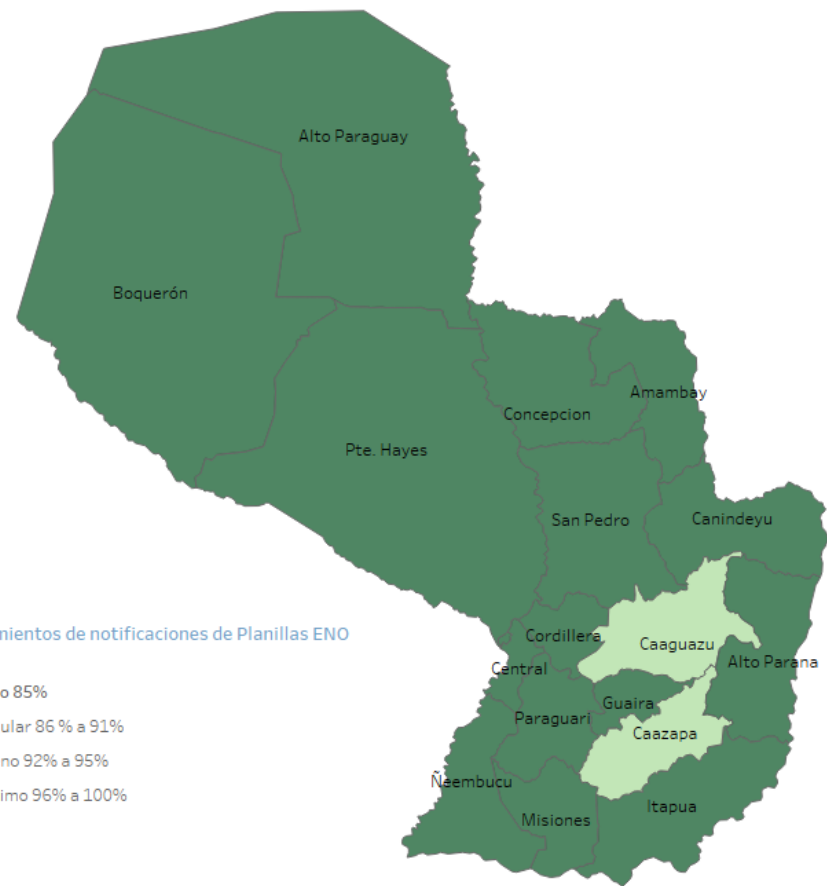 Alto Paraguay
Boquerón
Amambay
Concepcion
Pte. Hayes
San Pedro
Canindeyu
mientos de notificaciones de Planillas ENO
Cordillera
Caaguazu
Alto Parana
Central
o 85%
Guaira
Paraguari
ular 86 % a 91%
Caazapa
no 92% a 95%
Ñeembucu
imo 96% a 100%
Itapua
Misiones